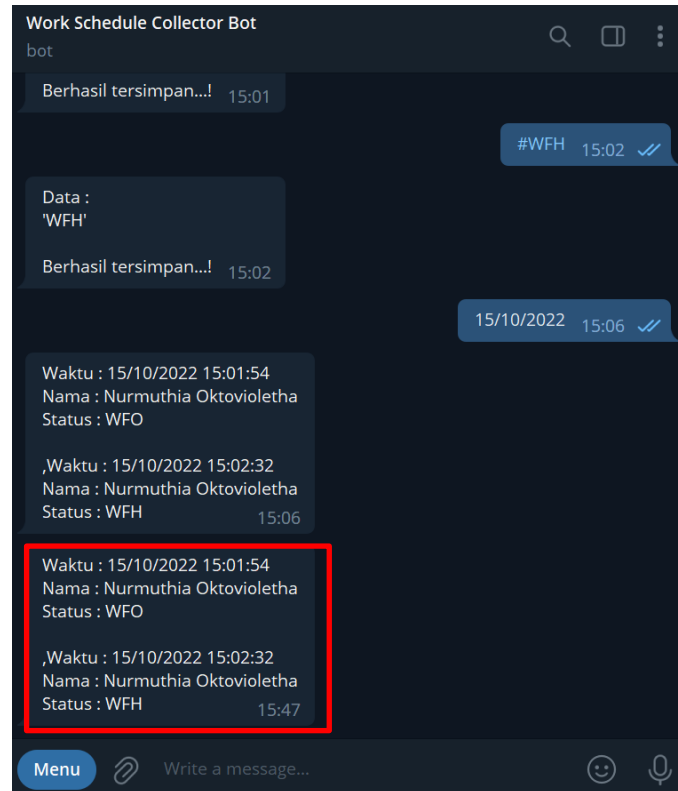 Work Schedule Collector Bot
bot
Berhasil tersimpan...! 15:01
#WFH 15:02
Data :
'WFH'
Berhasil tersimpan...! 15:02
15/10/2022 15:06
Waktu : 15/10/2022 15:01:54
Nama : Nurmuthia Oktovioletha
Status : WFO
,Waktu : 15/10/2022 15:02:32
Nama : Nurmuthia Oktovioletha
Status : WFH 15:06
Waktu : 15/10/2022 15:01:54
Nama : Nurmuthia Oktovioletha
Status : WFO
,Waktu : 15/10/2022 15:02:32
Nama : Nurmuthia Oktovioletha
Status : WFH 15:47
Menu Write a message...